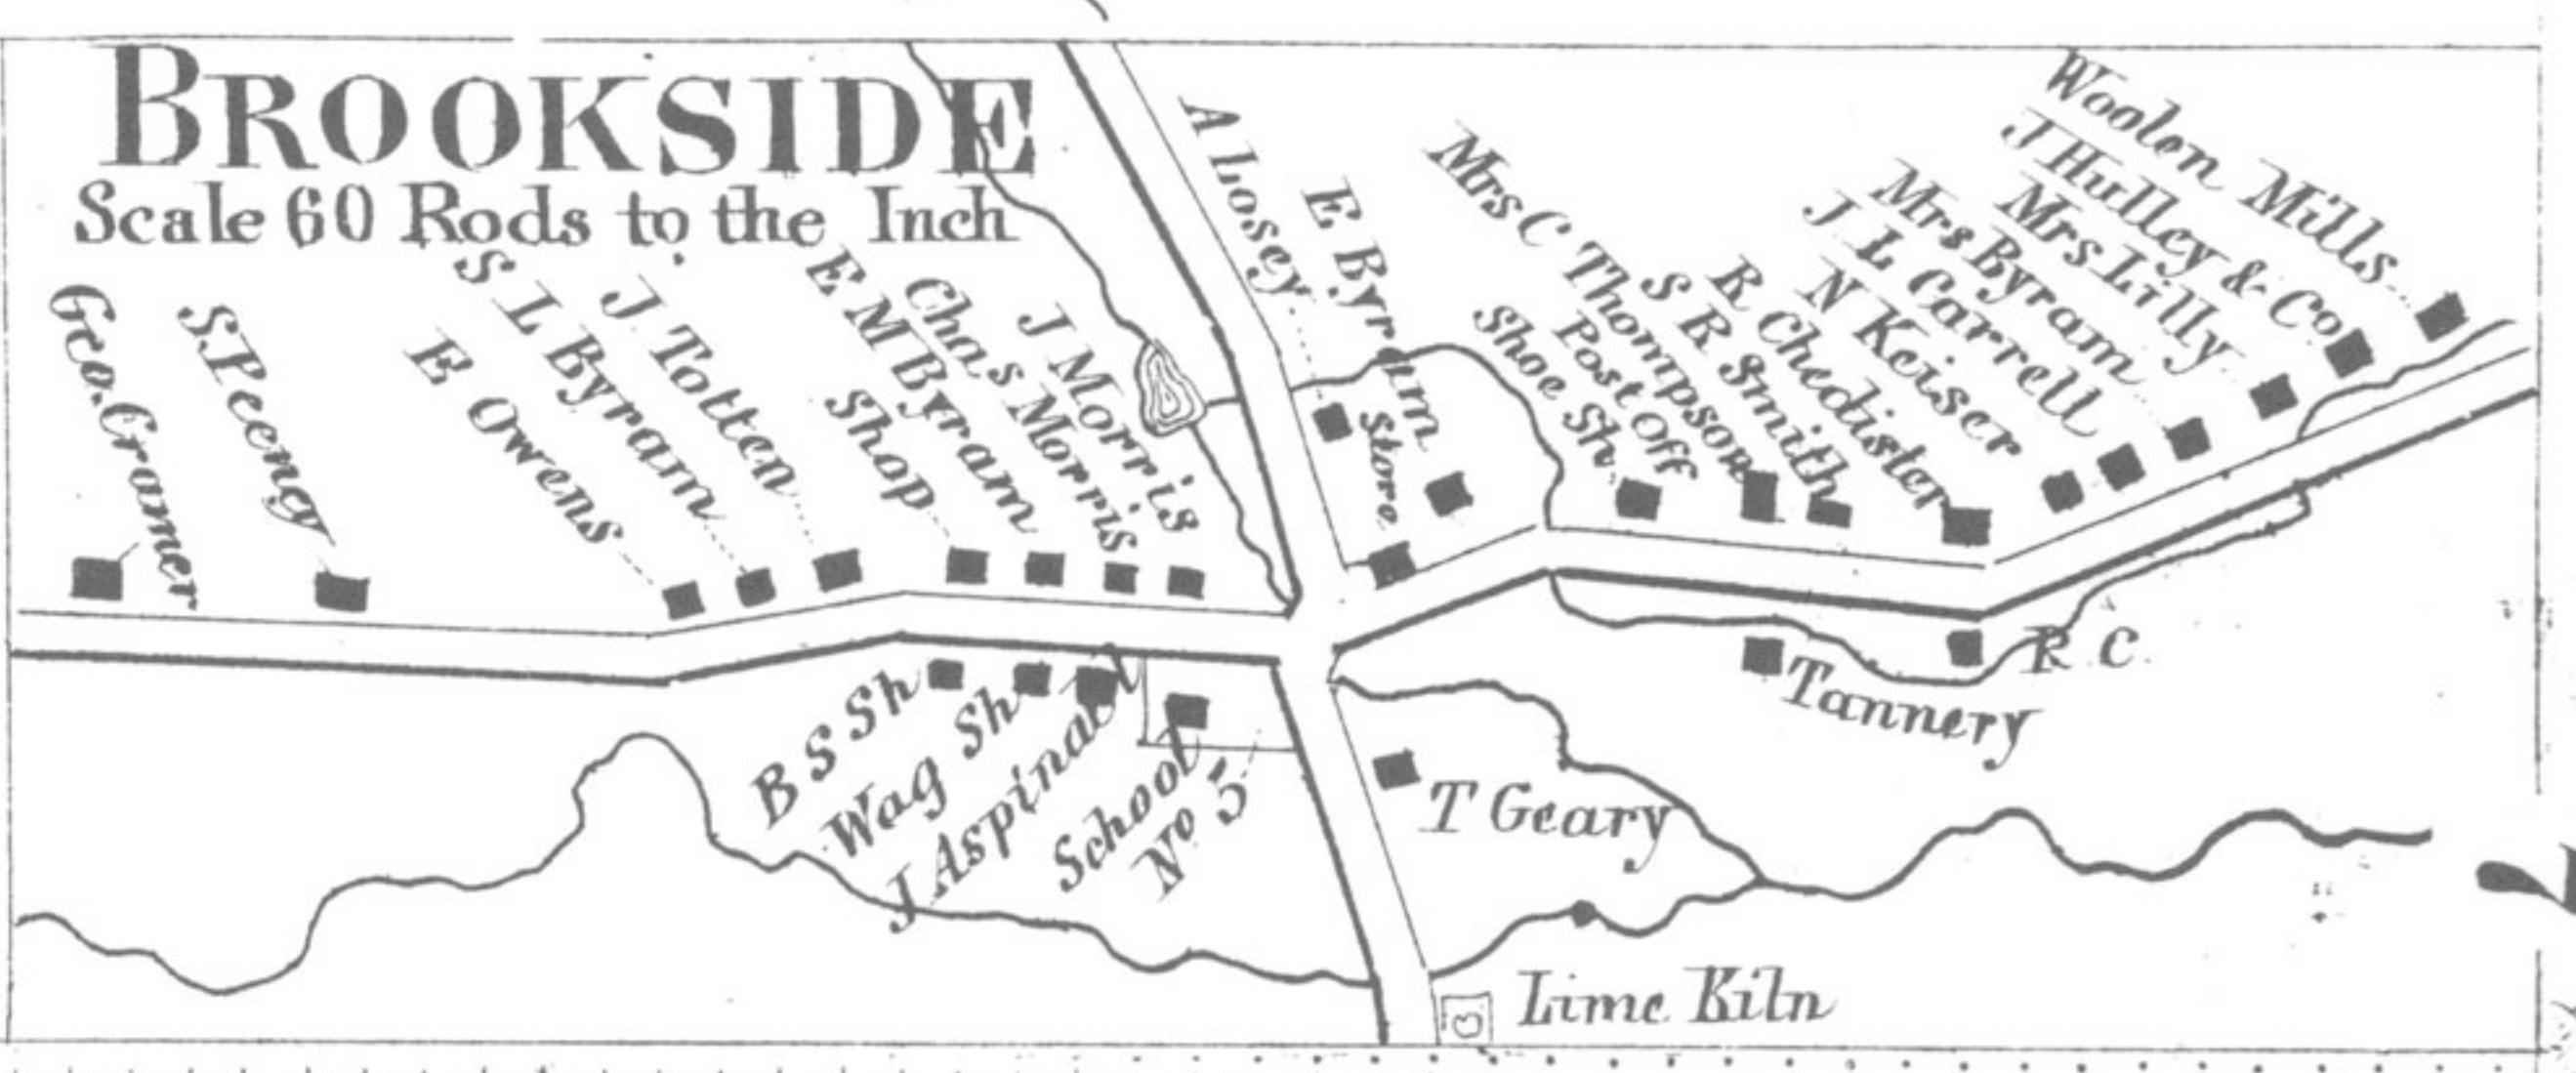 BROOKSIDE
Scale 60 Rods to the Inch
Geo. Cramer
S. Peeney
E Owens
S L Byram
J. Totten
Shop
E M Byram
Chas Morris
J Morris
A Losey
E Byram
Store
Shoe Sh.
Post Off
Mrs C Thompson
S R Smith
R Chedister
N Keiser
J L Carrell
Mrs Byram
Mrs Lilly
J Hulley & Co
Woolen Mills
B S Sh
Wag Sh
J Aspinall
School
No 5
T Geary
Tannery
R. C.
Lime Kiln